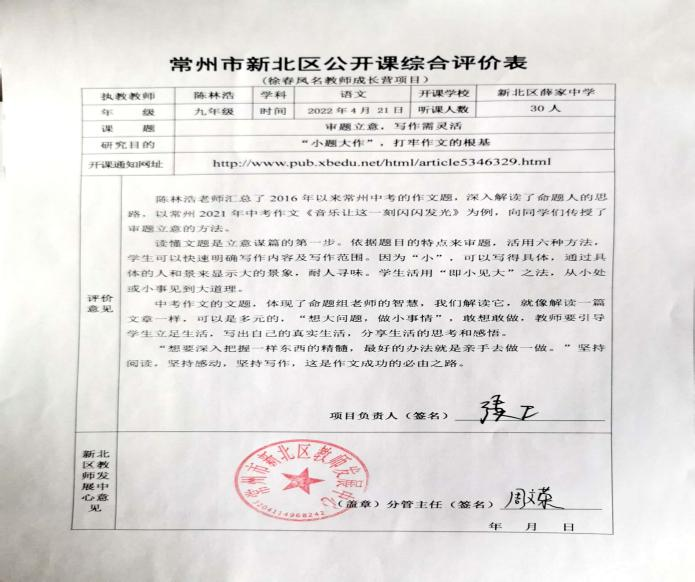 常州市新北区公开课综合评价表
(徐春凤名教师成长营项目)
执教教师 陈林浩 学科 语文 开课学校 新北区薛家中学
年 级 九年级 时间 2022 年 4 月 21 日 听课人数 30 人
课 题 审题立意，写作需灵活
研究目的 “小题大作”，打牢作文的根基
开课通知网址 http://www.pub.xbedu.net/html/article5346329.html
陈林浩老师汇总了 2016 年以来常州中考的作文题，深入解读了命题人的思
路，以常州 2021 年中考作文《音乐让这一刻闪闪发光》为例，向同学们传授了
审题立意的方法。
读懂文题是立意谋篇的第一步。依据题目的特点来审题，活用六种方法，
学生可以快速明确写作内容及写作范围。因为“小”，可以写得具体，通过具
体的人和景来显示大的景象，耐人寻味。学生活用“即小见大”之法，从小处
或小事见到大道理。
评价
意见
中考作文的文题，体现了命题组老师的智慧，我们解读它，就像解读一篇
文章一样，可以是多元的，“想大问题，做小事情”，敢想敢做，教师要引导
学生立足生活，写出自己的真实生活，分享生活的思考和感悟。
“想要深入把握一样东西的精髓，最好的办法就是亲手去做一做。”坚持
阅读，坚持感动，坚持写作，这是作文成功的必由之路。
项目负责人（签名）
新北
区教
师发
展中
心意
见
常州市新北区教师发展中心
3204114968242
（盖章）分管主任（签名） 周文荣
年 月 日